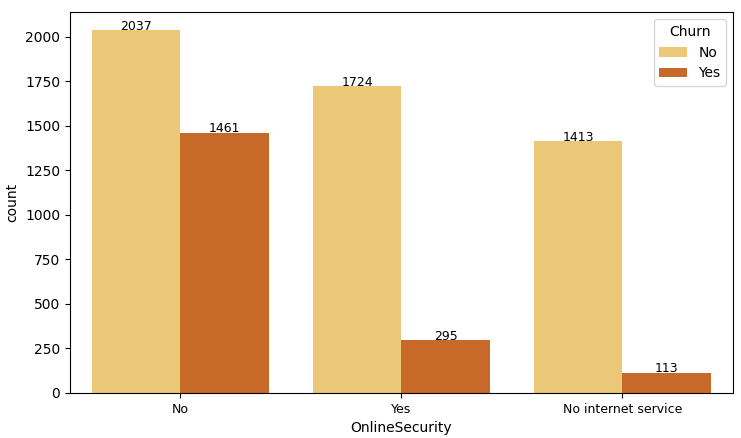 2037
1461
1724
295
1413
113
Churn
No
Yes
2000
1750
1500
1250
1000
750
500
250
0
count
No
Yes
No internet service
OnlineSecurity